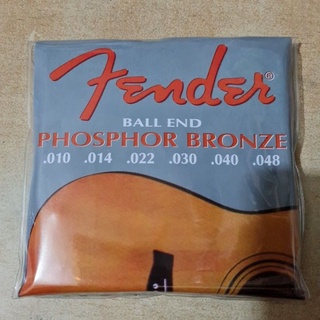 Fender®
BALL END
PHOSPHOR BRONZE
.010 .014 .022 .030 .040 .048